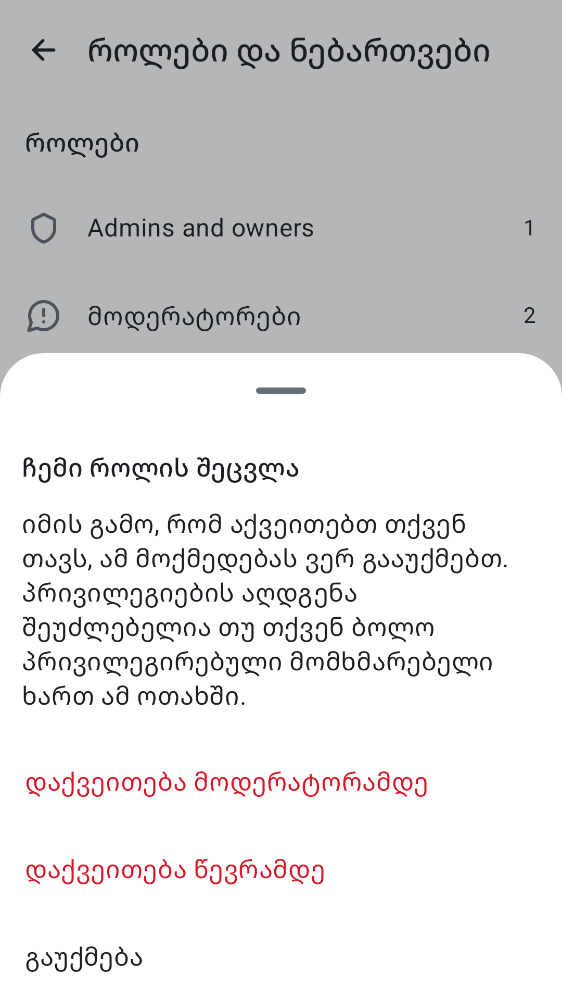 როლები და ნებართვები
როლები
Admins and owners 1
მოდერატორები 2
ჩემი როლის შეცვლა
იმის გამო, რომ აქვეითებთ თქვენ
თავს, ამ მოქმედებას ვერ გააუქმებთ.
პრივილეგიების აღდგენა
შეუძლებელია თუ თქვენ ბოლო
პრივილეგირებული მომხმარებელი
ხართ ამ ოთახში.
დაქვეითება მოდერატორამდე
დაქვეითება წევრამდე
გაუქმება